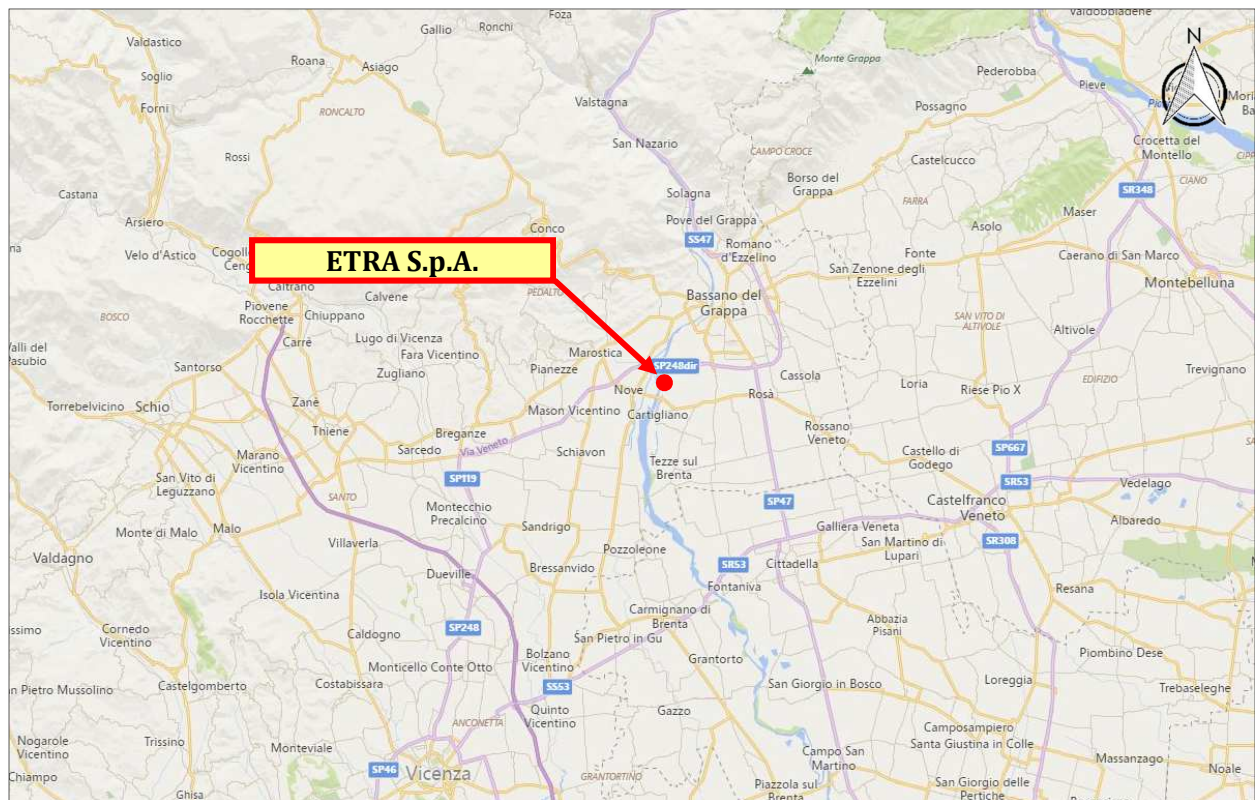 Foza
Valdobbiadene
Gallio
Ronchi
N
Valdastico
Roana
Asiago
Monte Grappa
Pederobba
Soglio
Pieve
Forni
RONCALTO
Valstagna
Possagno
San Nazario
CAMPO CROCE
Crocetta del
Montello
Rossi
Castelcucco
Borso del
Grappa
Castana
Solagna
SR348
CIANO
FARRA
Arsiero
Pove del Grappa
Maser
Conco
Asolo
Velo d'Astico
SS47
Romano
d'Ezzelino
Fonte
Caerano di San Marco
ETRA S.p.A.
San Zenone degli
Ezzelini
Montebelluna
Caltrano
Calvene
PEDALTO
Bassano del
Grappa
Piovene
Rocchette
Chiuppano
BOSCO
SAN VITO DI
ALTIVOLE
Altivole
Lugo di Vicenza
Carrè
Fara Vicentino
Marostica
Santorso
Pianezze
SP248dir
Cassola
Trevignano
Zugliano
Nove
Rosà
Loria
Riese Pio X
EDIFIZIO
Torrebelvicino
Schio
Zanè
Mason Vicentino
Cartigliano
Thiene
Breganze
Rossano
Veneto
Marano
Vicentino
Sarcedo
Via Veneto
Schiavon
Castello di
Godego
SP667
Tezze sul
Brenta
San Vito di
Leguzzano
SP119
SR53
Vedelago
SANTO
Montecchio
Precalcino
SP47
Castelfranco
Veneto
Monte di Malo
Malo
Sandrigo
Galliera Veneta
Albaredo
Villaverla
San Martino di
Lupari
SR308
Valdagno
Pozzoleone
Dueville
Bressanvido
SR53
Cittadella
Fontaniva
Resana
Isola Vicentina
Carmignano di
Brenta
Abbazia
Pisani
Cornedo
Vicentino
Caldogno
SP248
San Pietro in Gu
Bolzano
Vicentino
Grantorto
Piombino Dese
Monticello Conte Otto
n Pietro Mussolino
Castelgomberto
Costabissara
SS53
San Giorgio in Bosco
Loreggia
Trebaseleghe
Quinto
Vicentino
Gazzo
ANCONETTA
Camposampiero
Nogarole
Vicentino
Trissino
Monteviale
Santa Giustina in Colle
Campo San
Martino
Massanzago
SP46
Vicenza
GRANTORTINO
Noale
Chiampo
Ghisa
Piazzola sul
Brenta
San Giorgio delle
Pertiche